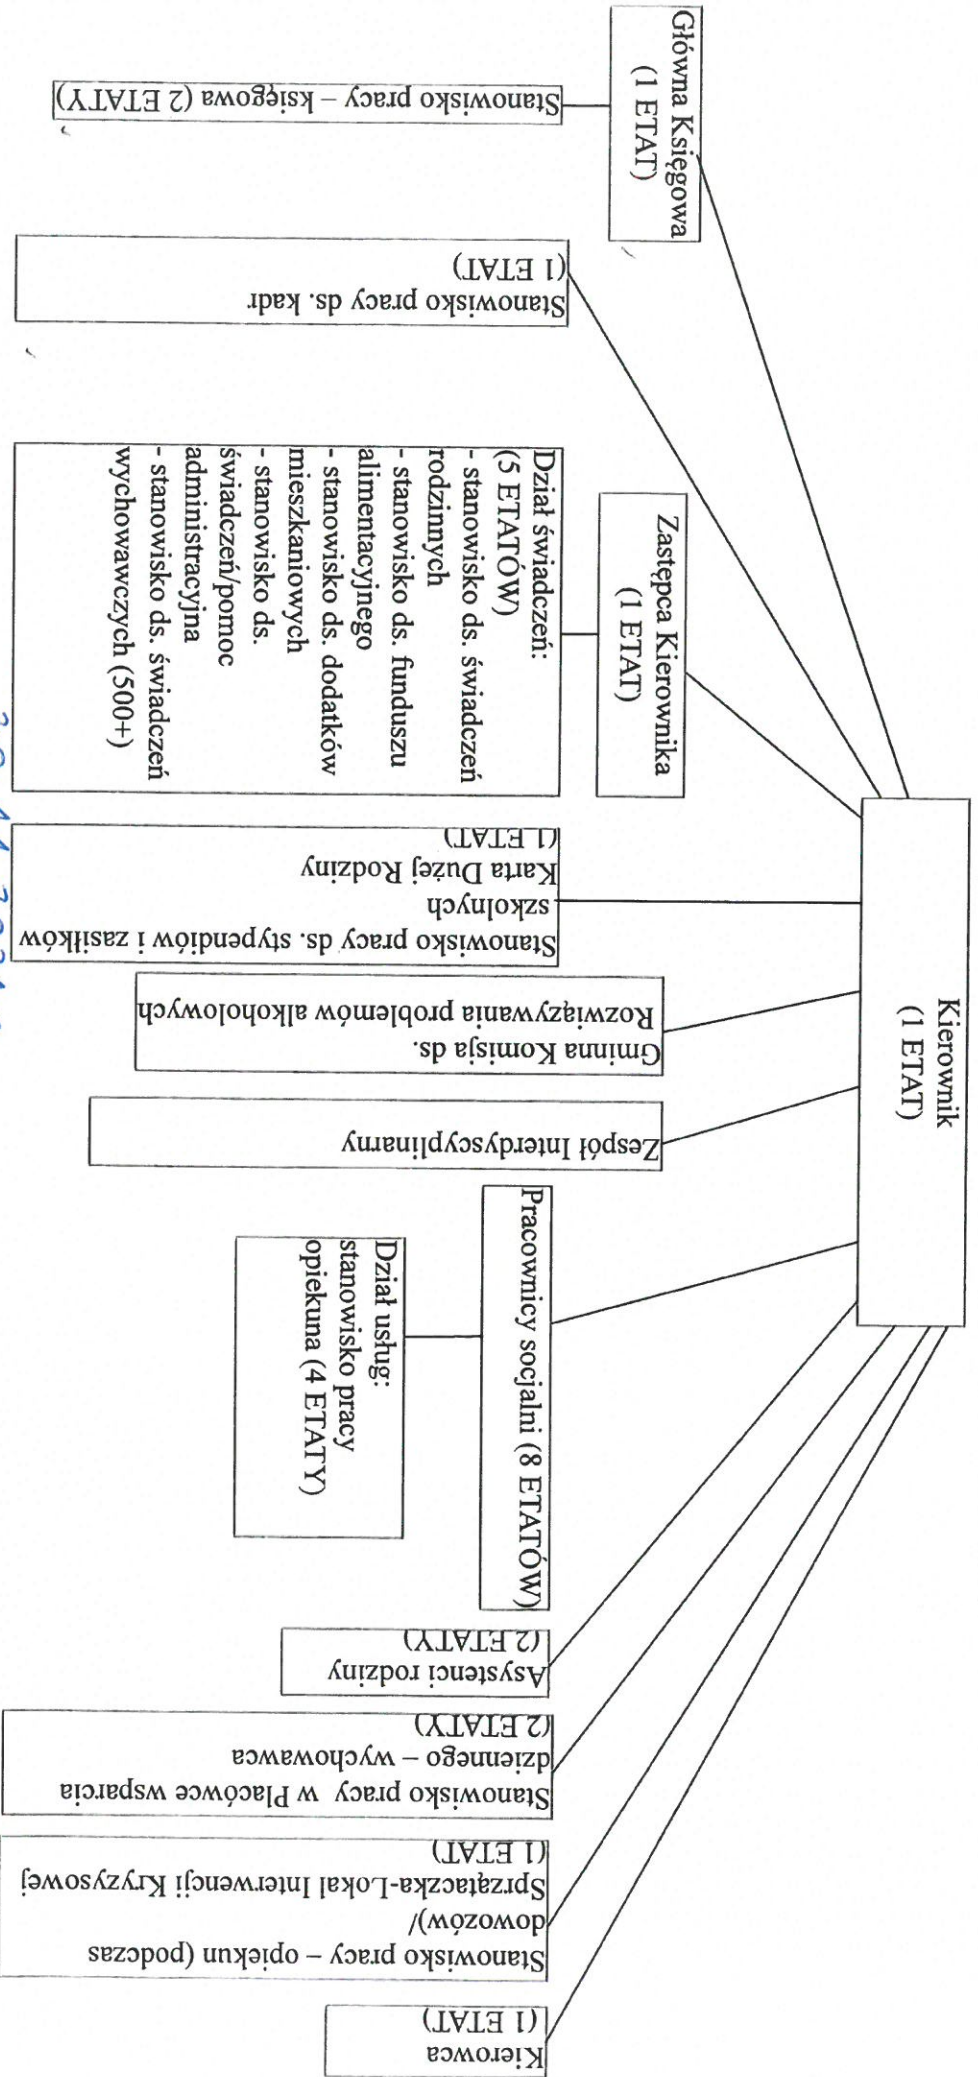 Kierownik
(1 ETAT)
Główna Księgowa
(1 ETAT)
Stanowisko pracy – księgowa (2 ETATY)
Stanowisko pracy ds. kadr
(1 ETAT)
Zastępca Kierownika
(1 ETAT)
Dział świadczeń:
(5 ETATÓW)
- stanowisko ds. świadczeń
rodzinnych
- stanowisko ds. funduszu
alimentacyjnego
- stanowisko ds. dodatków
mieszkaniowych
- stanowisko ds.
świadczeń/pomoc
administracyjna
- stanowisko ds. świadczeń
wychowawczych (500+)
Stanowisko pracy ds. stypendiów i zasiłków
szkolnych
Karta Dużej Rodziny
(1 ETAT)
Gminna Komisja ds.
Rozwiązywania problemów alkoholowych
Zespół Interdyscyplinarny
Pracownicy socjalni (8 ETATÓW)
Dział usług:
stanowisko pracy
opiekuna (4 ETATY)
Asystenci rodziny
(2 ETATY)
Stanowisko pracy w Placówce wsparcia
dziennego – wychowawca
(2 ETATY)
Stanowisko pracy – opiekun (podczas
dowozów)/
Sprzątaczka-Lokal Interwencji Kryzysowej
(1 ETAT)
Kierowca
(1 ETAT)